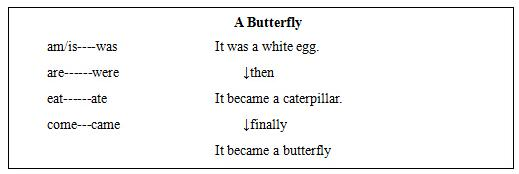 A Butterfly
am/is----was It was a white egg.
are------were ↓then
eat------ate It became a caterpillar.
come---came ↓finally
It became a butterfly